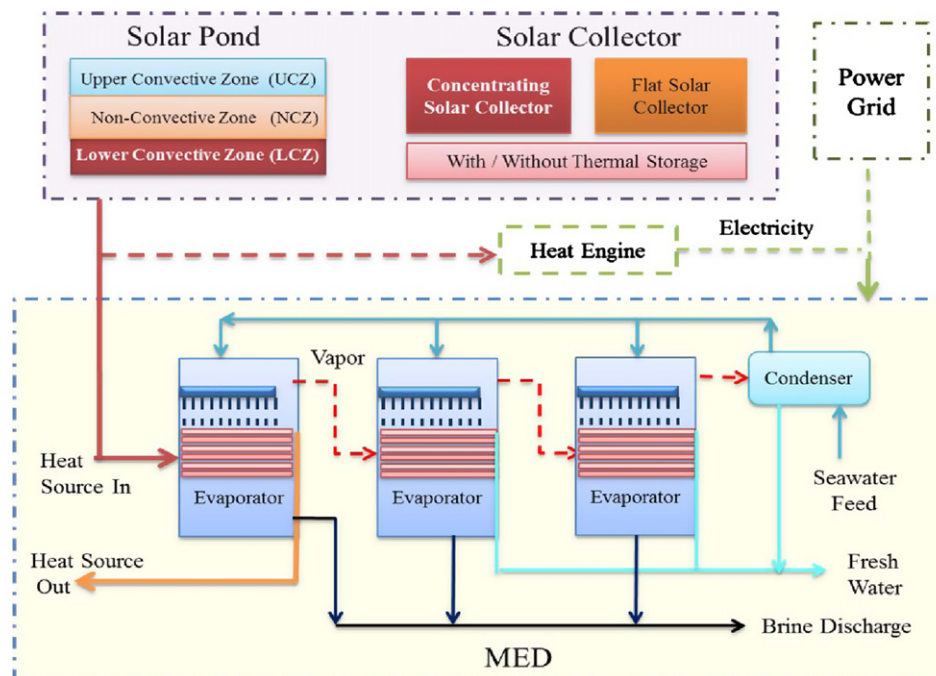 Solar Pond
Upper Convective Zone (UCZ)
Non-Convective Zone (NCZ)
Lower Convective Zone (LCZ)
Solar Collector
Concentrating
Solar Collector
Flat Solar
Collector
With / Without Thermal Storage
Power
Grid
Heat Engine
Electricity
Vapor
Condenser
Heat
Source In
Evaporator
Evaporator
Evaporator
Seawater
Feed
Heat Source
Out
Fresh
Water
Brine Discharge
MED